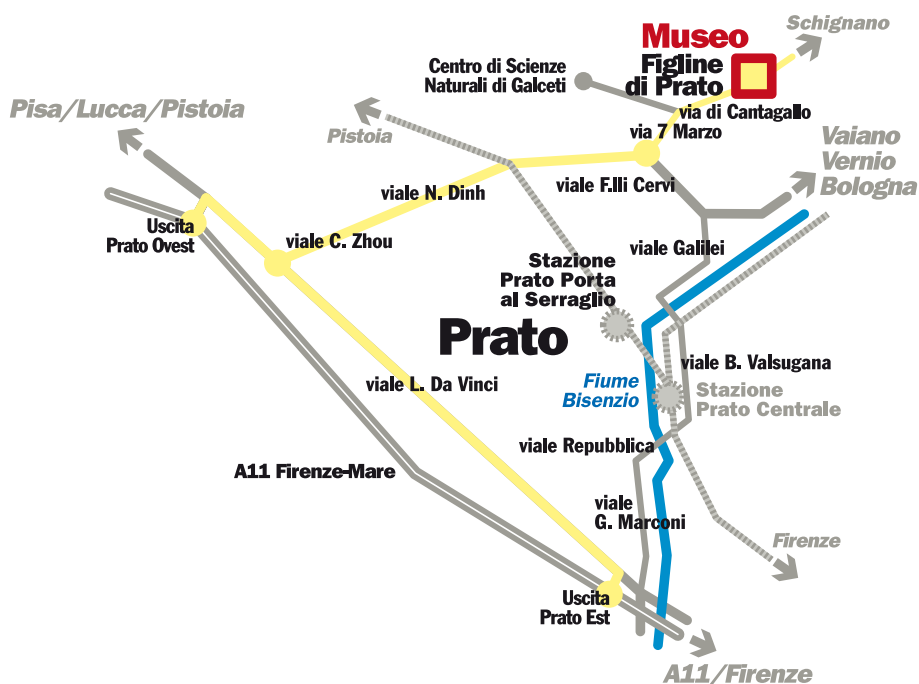 Schignano
Museo
Figline
di Prato
Centro di Scienze
Naturali di Galceti
via di Cantagallo
via 7 Marzo
Pisa/Lucca/Pistoia
Pistoia
Vaiano
Vernio
Bologna
viale F.lli Cervi
viale N. Dinh
Uscita
Prato Ovest
viale C. Zhou
viale Galilei
Stazione
Prato Porta
al Serraglio
Prato
viale B. Valsugana
viale L. Da Vinci
Fiume
Bisenzio
Stazione
Prato Centrale
viale Repubblica
A11 Firenze-Mare
viale
G. Marconi
Firenze
Uscita
Prato Est
A11/Firenze